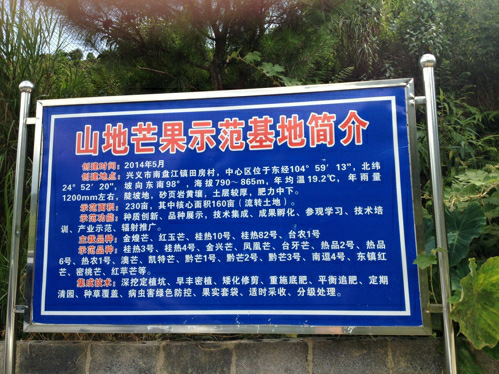 山地芒果示范基地简介
创建时间：2014年5月
创建地点：兴义市南盘江镇田房村，中心区位于东经104°59′13″，北纬
24°52′20″，坡向东南98°，海拔790～865m，年均温19.2℃，年雨量
1200mm左右，陡坡地，砂页岩黄壤，土层较厚，肥力中下。
示范面积：230亩，其中核心面积160亩（流转土地）。
示范功能：种质创新、品种展示，技术集成、成果孵化、参观学习、技术培
训、产业示范、辐射推广。
主栽品种：金煌芒、红玉芒、桂热10号、桂热82号、台农1号
示范品种：桂热3号、桂热4号、金兴芒、凤凰芒、台牙芒、热品2号、热品
6号、热农1号、澳芒、凯特芒、黔芒1号、黔芒2号、黔芒3号、南逗4号、东镇红
芒、蜜桃芒、红苹芒等。
集成技术：深挖定植坑、旱丰密植、矮化修剪、重施底肥、平衡追肥、定期
清园、种草覆盖、病虫害绿色防控、果实套袋、适时采收、分级处理。